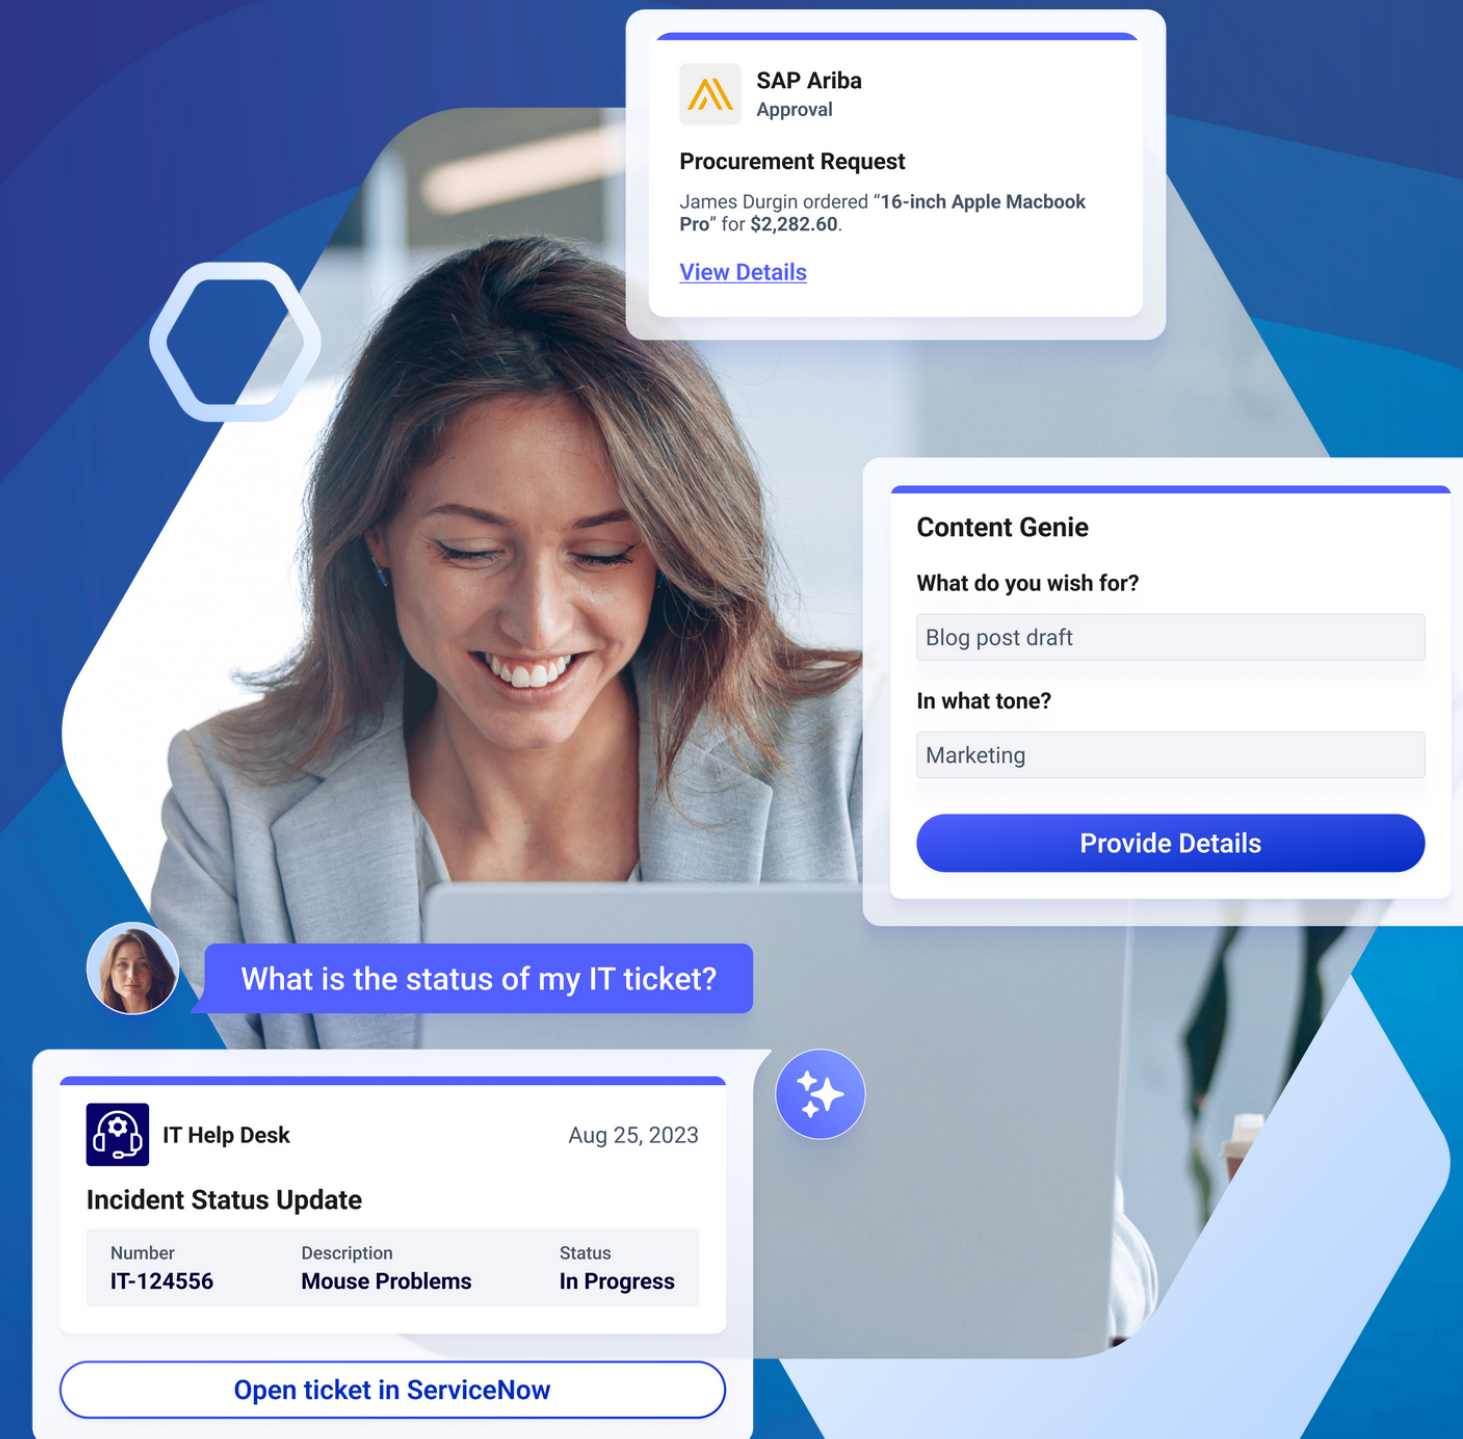 SAP Ariba
Approval
Procurement Request
James Durgin ordered “16-inch Apple Macbook
Pro” for $2,282.60.
View Details
Content Genie
What do you wish for?
Blog post draft
In what tone?
Marketing
Provide Details
What is the status of my IT ticket?
IT Help Desk
Aug 25, 2023
Incident Status Update
Number Description Status
IT-124556 Mouse Problems In Progress
Open ticket in ServiceNow